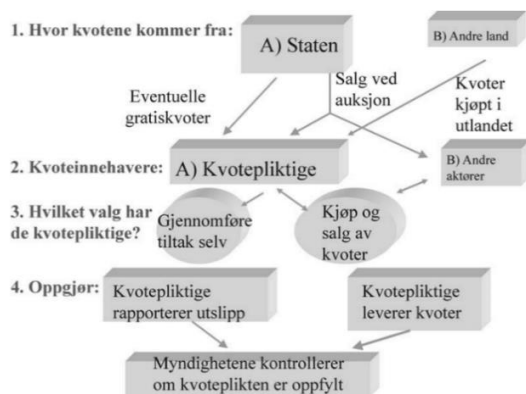 1. Hvor kvotene kommer fra:
A) Staten
B) Andre land
Eventuelle
gratiskvoter
Salg ved
auksjon
Kvoter
kjøpt i
utlandet
2. Kvoteinnehavere:
A) Kvotepliktige
B) Andre
aktører
3. Hvilket valg har
de kvotepliktige?
Gjennomføre
tiltak selv
Kjøp og
salg av
kvoter
4. Oppgjør:
Kvotepliktige
rapporterer utslipp
Kvotepliktige
leverer kvoter
Myndighetene kontrollerer
om kvoteplikten er oppfylt